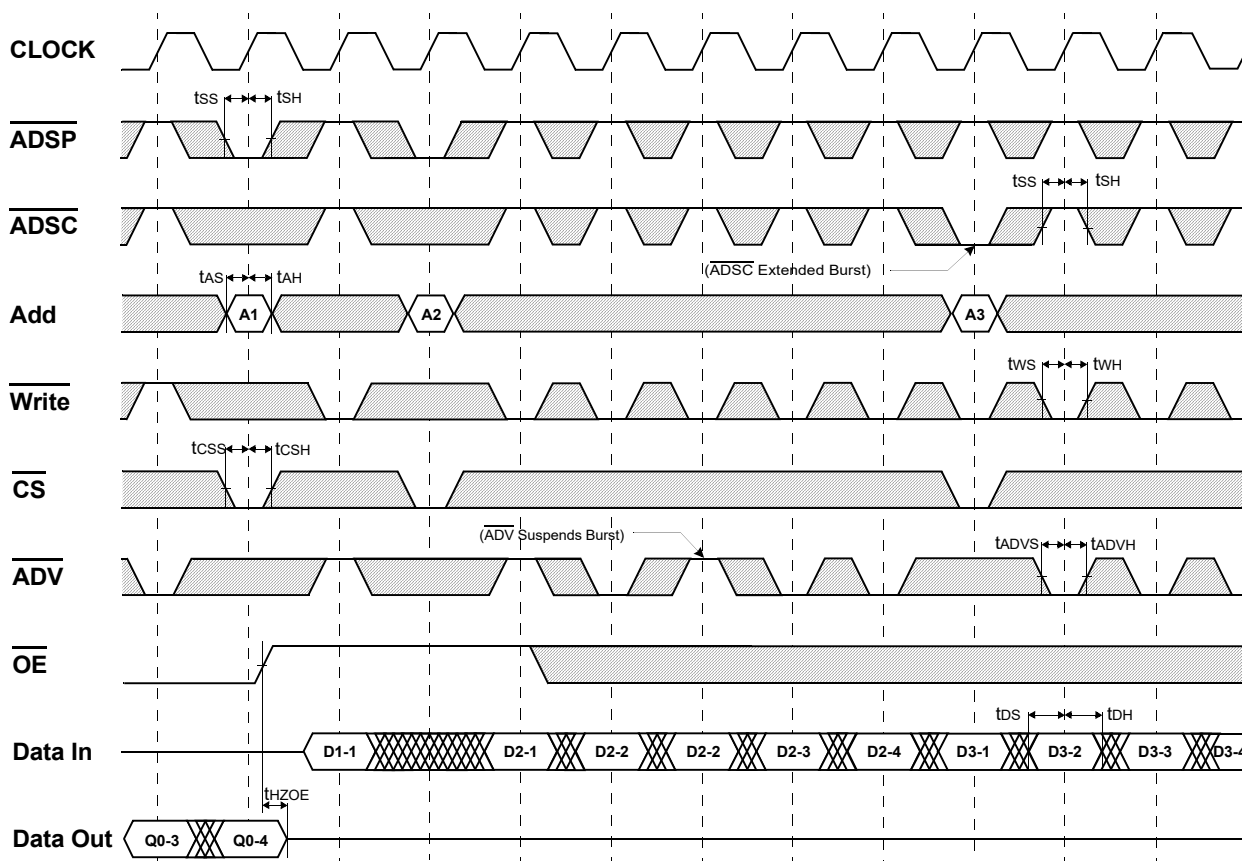 CLOCK
tSS tSH
ADSP
tSS tSH
ADSC
(ADSC Extended Burst)
tAS tAH
Add A1 A2 A3
tWS tWH
Write
tCSS tCSH
CS
(ADV Suspends Burst)
tADVS tADVH
ADV
OE
tDS tDH
Data In D1-1 D2-1 D2-2 D2-2 D2-3 D2-4 D3-1 D3-2 D3-3 D3-4
tHZOE
Data Out Q0-3 Q0-4